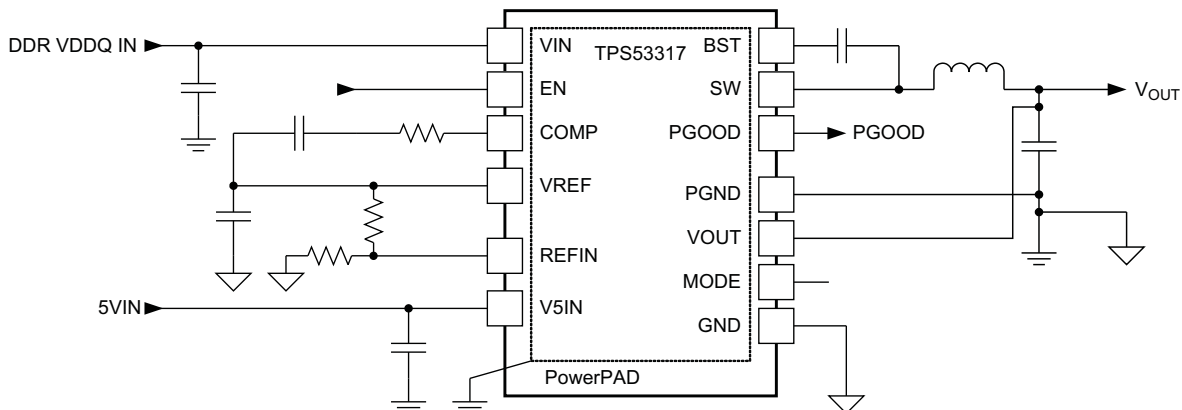 DDR VDDQ IN
VIN
TPS53317
BST
EN
SW
V_OUT
COMP
PGOOD
PGOOD
VREF
PGND
VOUT
REFIN
MODE
5VIN
V5IN
GND
PowerPAD